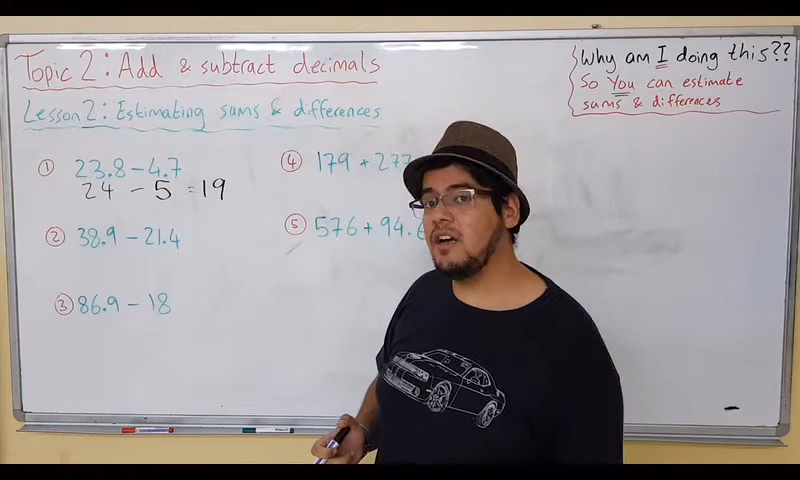 Topic 2: Add & subtract decimals
Lesson 2: Estimating sums & differences
Why am I doing this??
So You can estimate
sums & differences
① 23.8 – 4.7
24 – 5 = 19
② 38.9 – 21.4
③ 86.9 – 18
④ 179 + 277
⑤ 576 + 94.